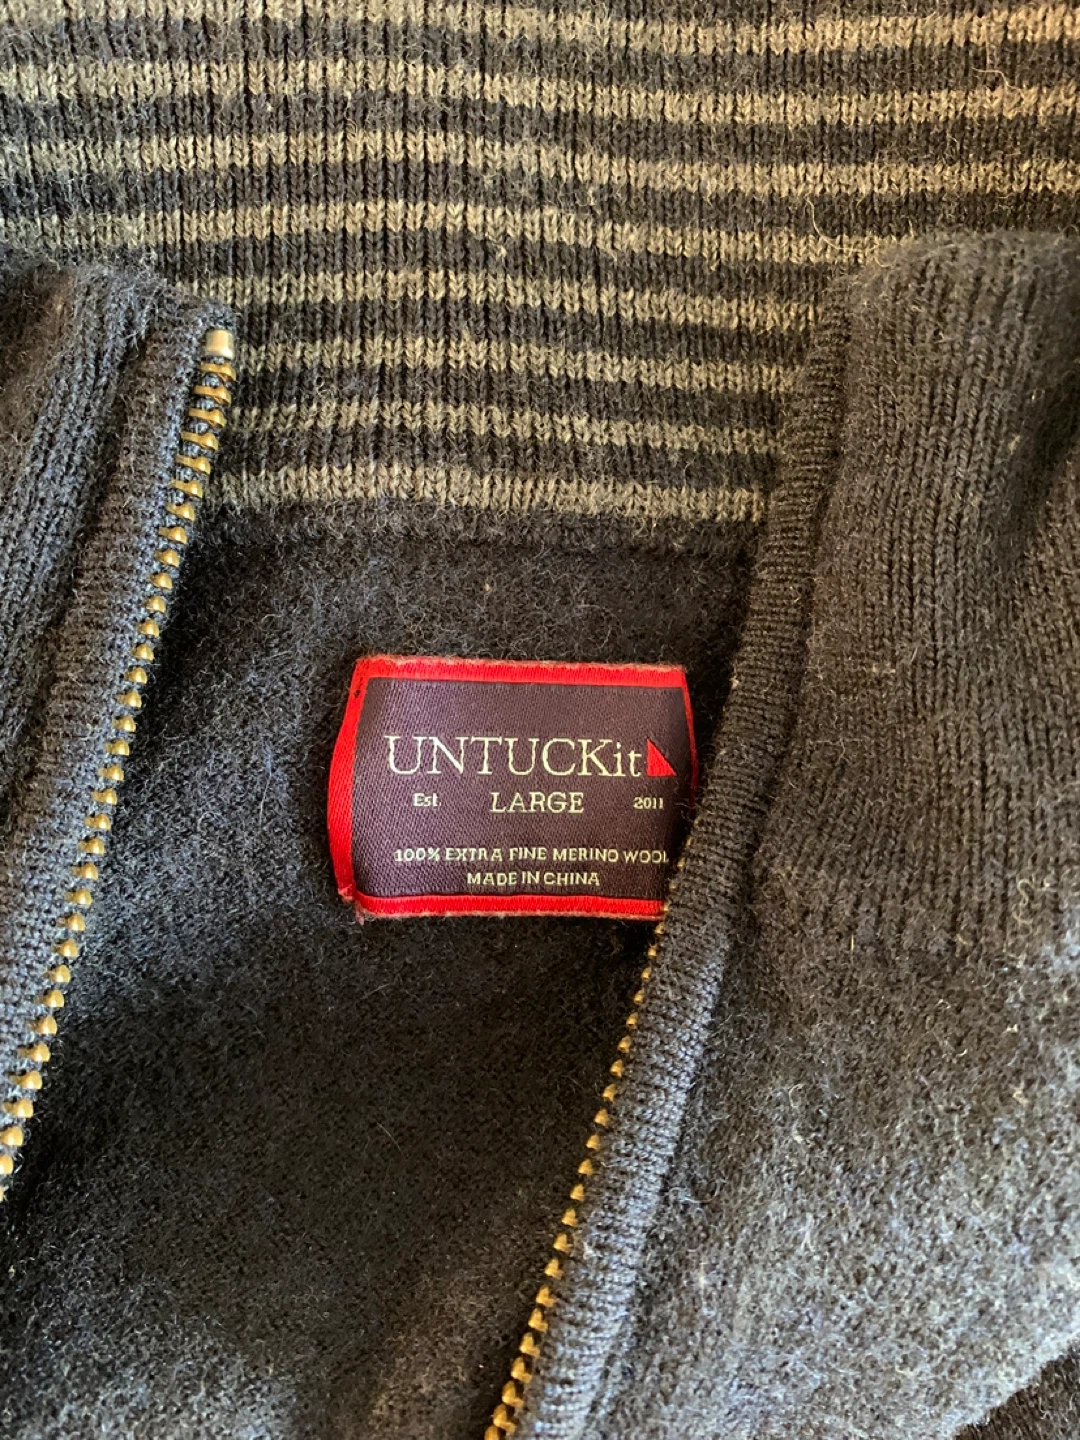 UNTUCKit
Est LARGE 2011
100% EXTRA FINE MERINO WOOL
MADE IN CHINA